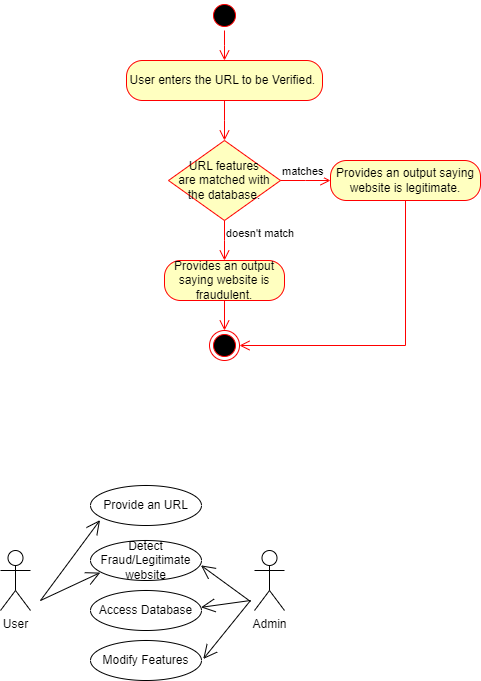 User enters the URL to be Verified.
URL features
are matched with
the database.
matches
Provides an output saying
website is legitimate.
doesn't match
Provides an output
saying website is
fraudulent.
Provide an URL
Detect
Fraud/Legitimate
website
Access Database
User
Admin
Modify Features